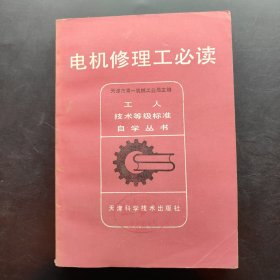 电机修理工必读
天津市第一机械工业局主编
工人
技术等级标准
自学丛书
天津科学技术出版社